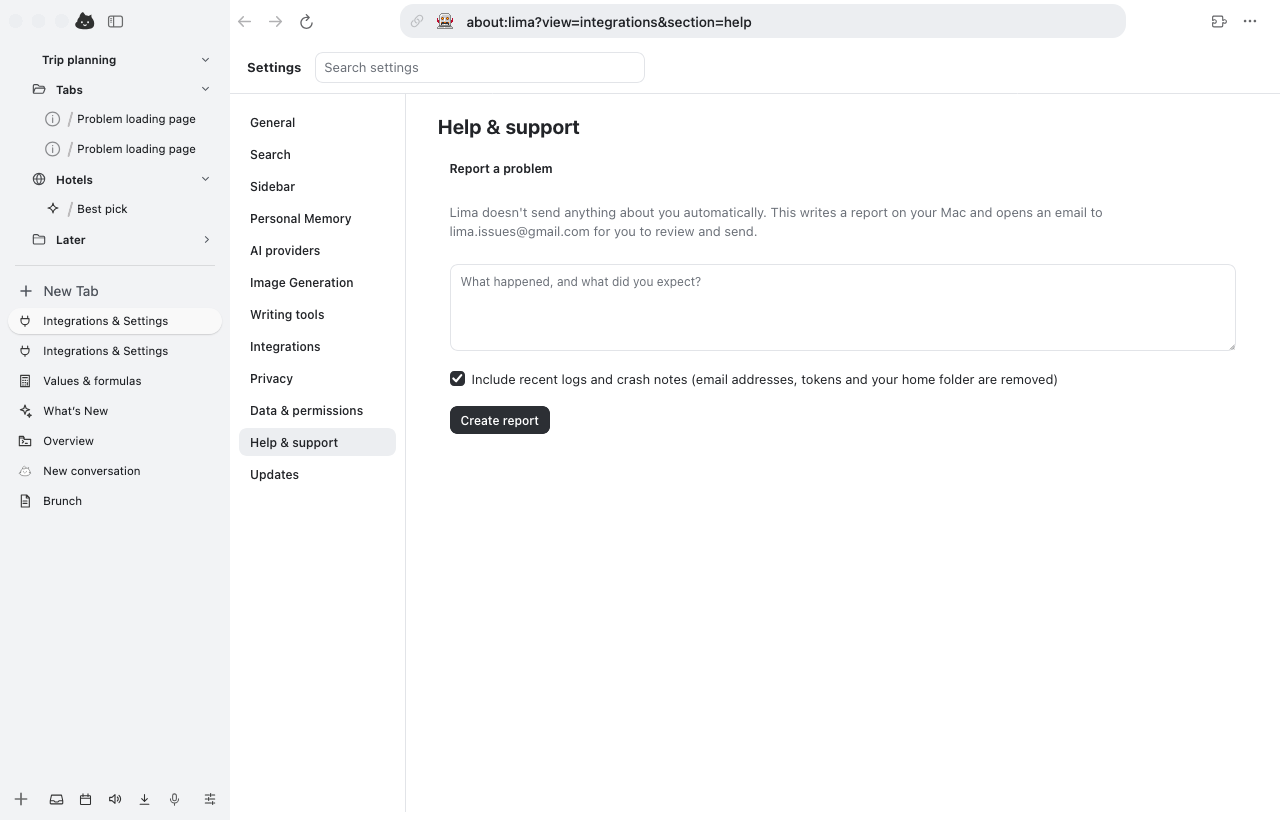 about:lima?view=integrations&section=help
Trip planning
Tabs
/ Problem loading page
/ Problem loading page
Hotels
/ Best pick
Later
New Tab
Integrations & Settings
Integrations & Settings
Values & formulas
What's New
Overview
New conversation
Brunch
Settings
Search settings
General
Search
Sidebar
Personal Memory
AI providers
Image Generation
Writing tools
Integrations
Privacy
Data & permissions
Help & support
Updates
Help & support
Report a problem
Lima doesn't send anything about you automatically. This writes a report on your Mac and opens an email to
lima.issues@gmail.com for you to review and send.
What happened, and what did you expect?
Include recent logs and crash notes (email addresses, tokens and your home folder are removed)
Create report